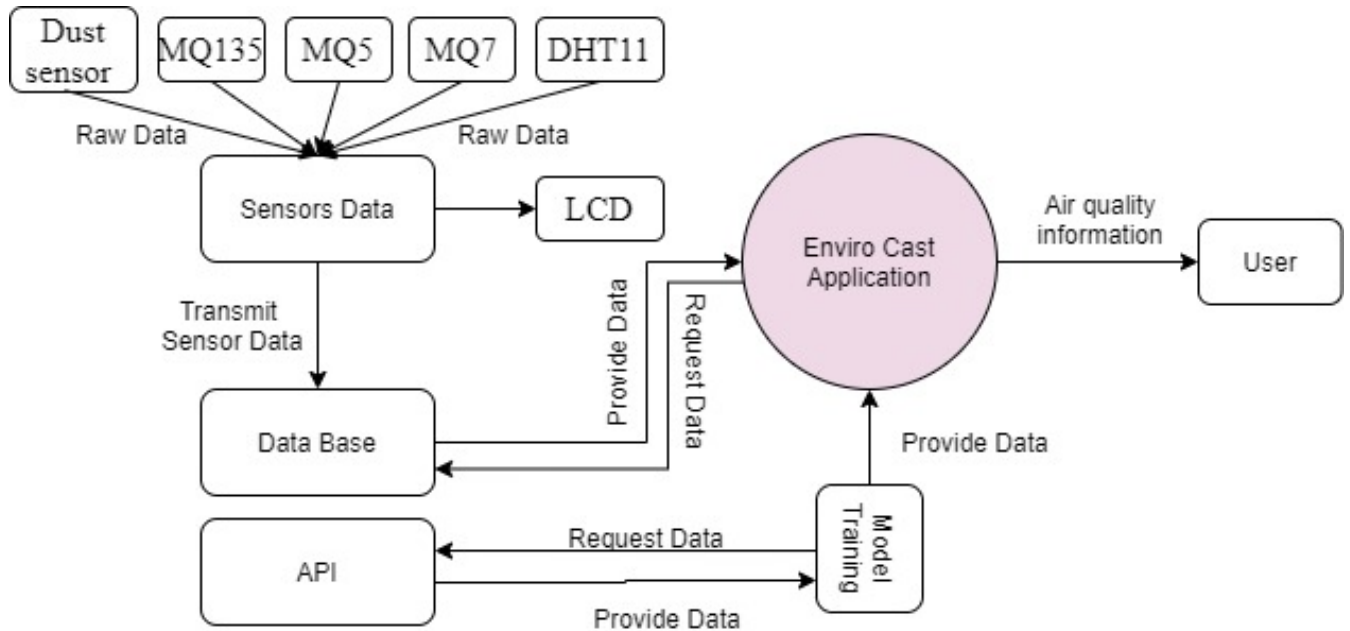 Dust
sensor
MQ135
MQ5
MQ7
DHT11
Raw Data
Raw Data
Sensors Data
LCD
Air quality
information
Enviro Cast
Application
User
Transmit
Sensor Data
Provide Data
Request Data
Data Base
Provide Data
Model
Training
API
Request Data
Provide Data